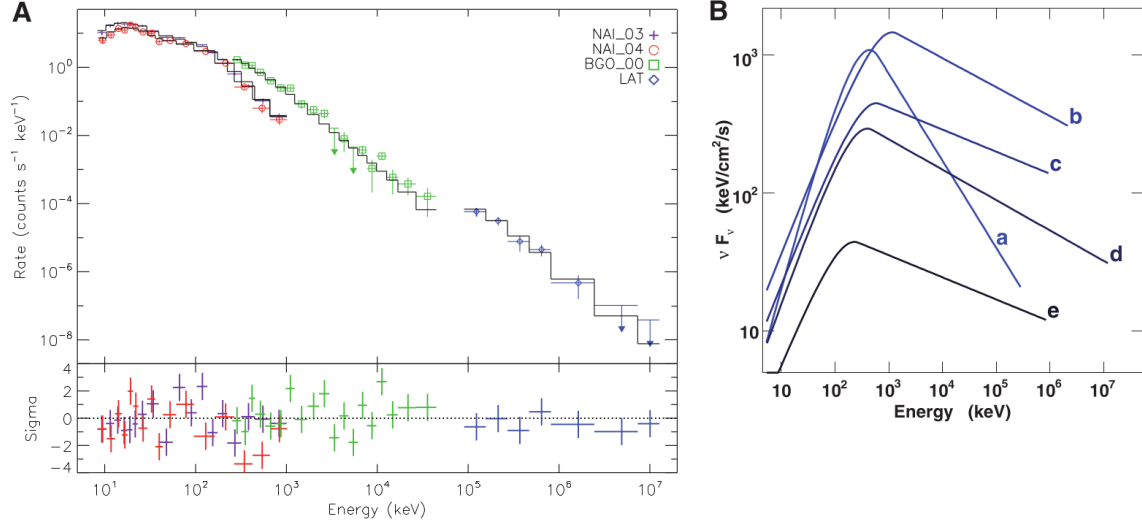 A
NAI_03
NAI_04
BGO_00
LAT
Rate (counts s⁻¹ keV⁻¹)
10⁰
10⁻²
10⁻⁴
10⁻⁶
10⁻⁸
Sigma
4
2
0
-2
-4
10¹ 10² 10³ 10⁴ 10⁵ 10⁶ 10⁷
Energy (keV)
B
ν Fν (keV/cm²/s)
10³
10²
10
b
c
a
d
e
10 10² 10³ 10⁴ 10⁵ 10⁶ 10⁷
Energy (keV)